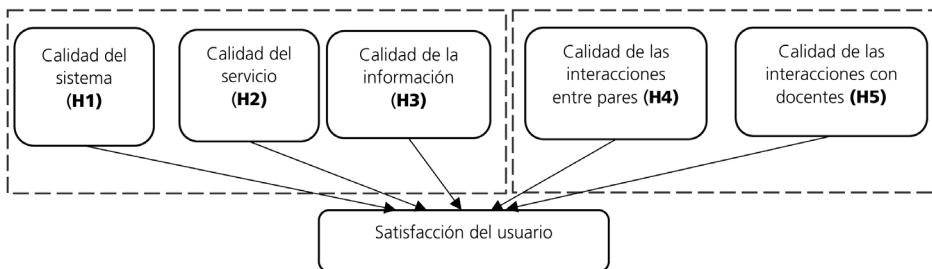 Calidad del
sistema
(H1)
Calidad del
servicio
(H2)
Calidad de la
información
(H3)
Calidad de las
interacciones
entre pares (H4)
Calidad de las
interacciones con
docentes (H5)
Satisfacción del usuario